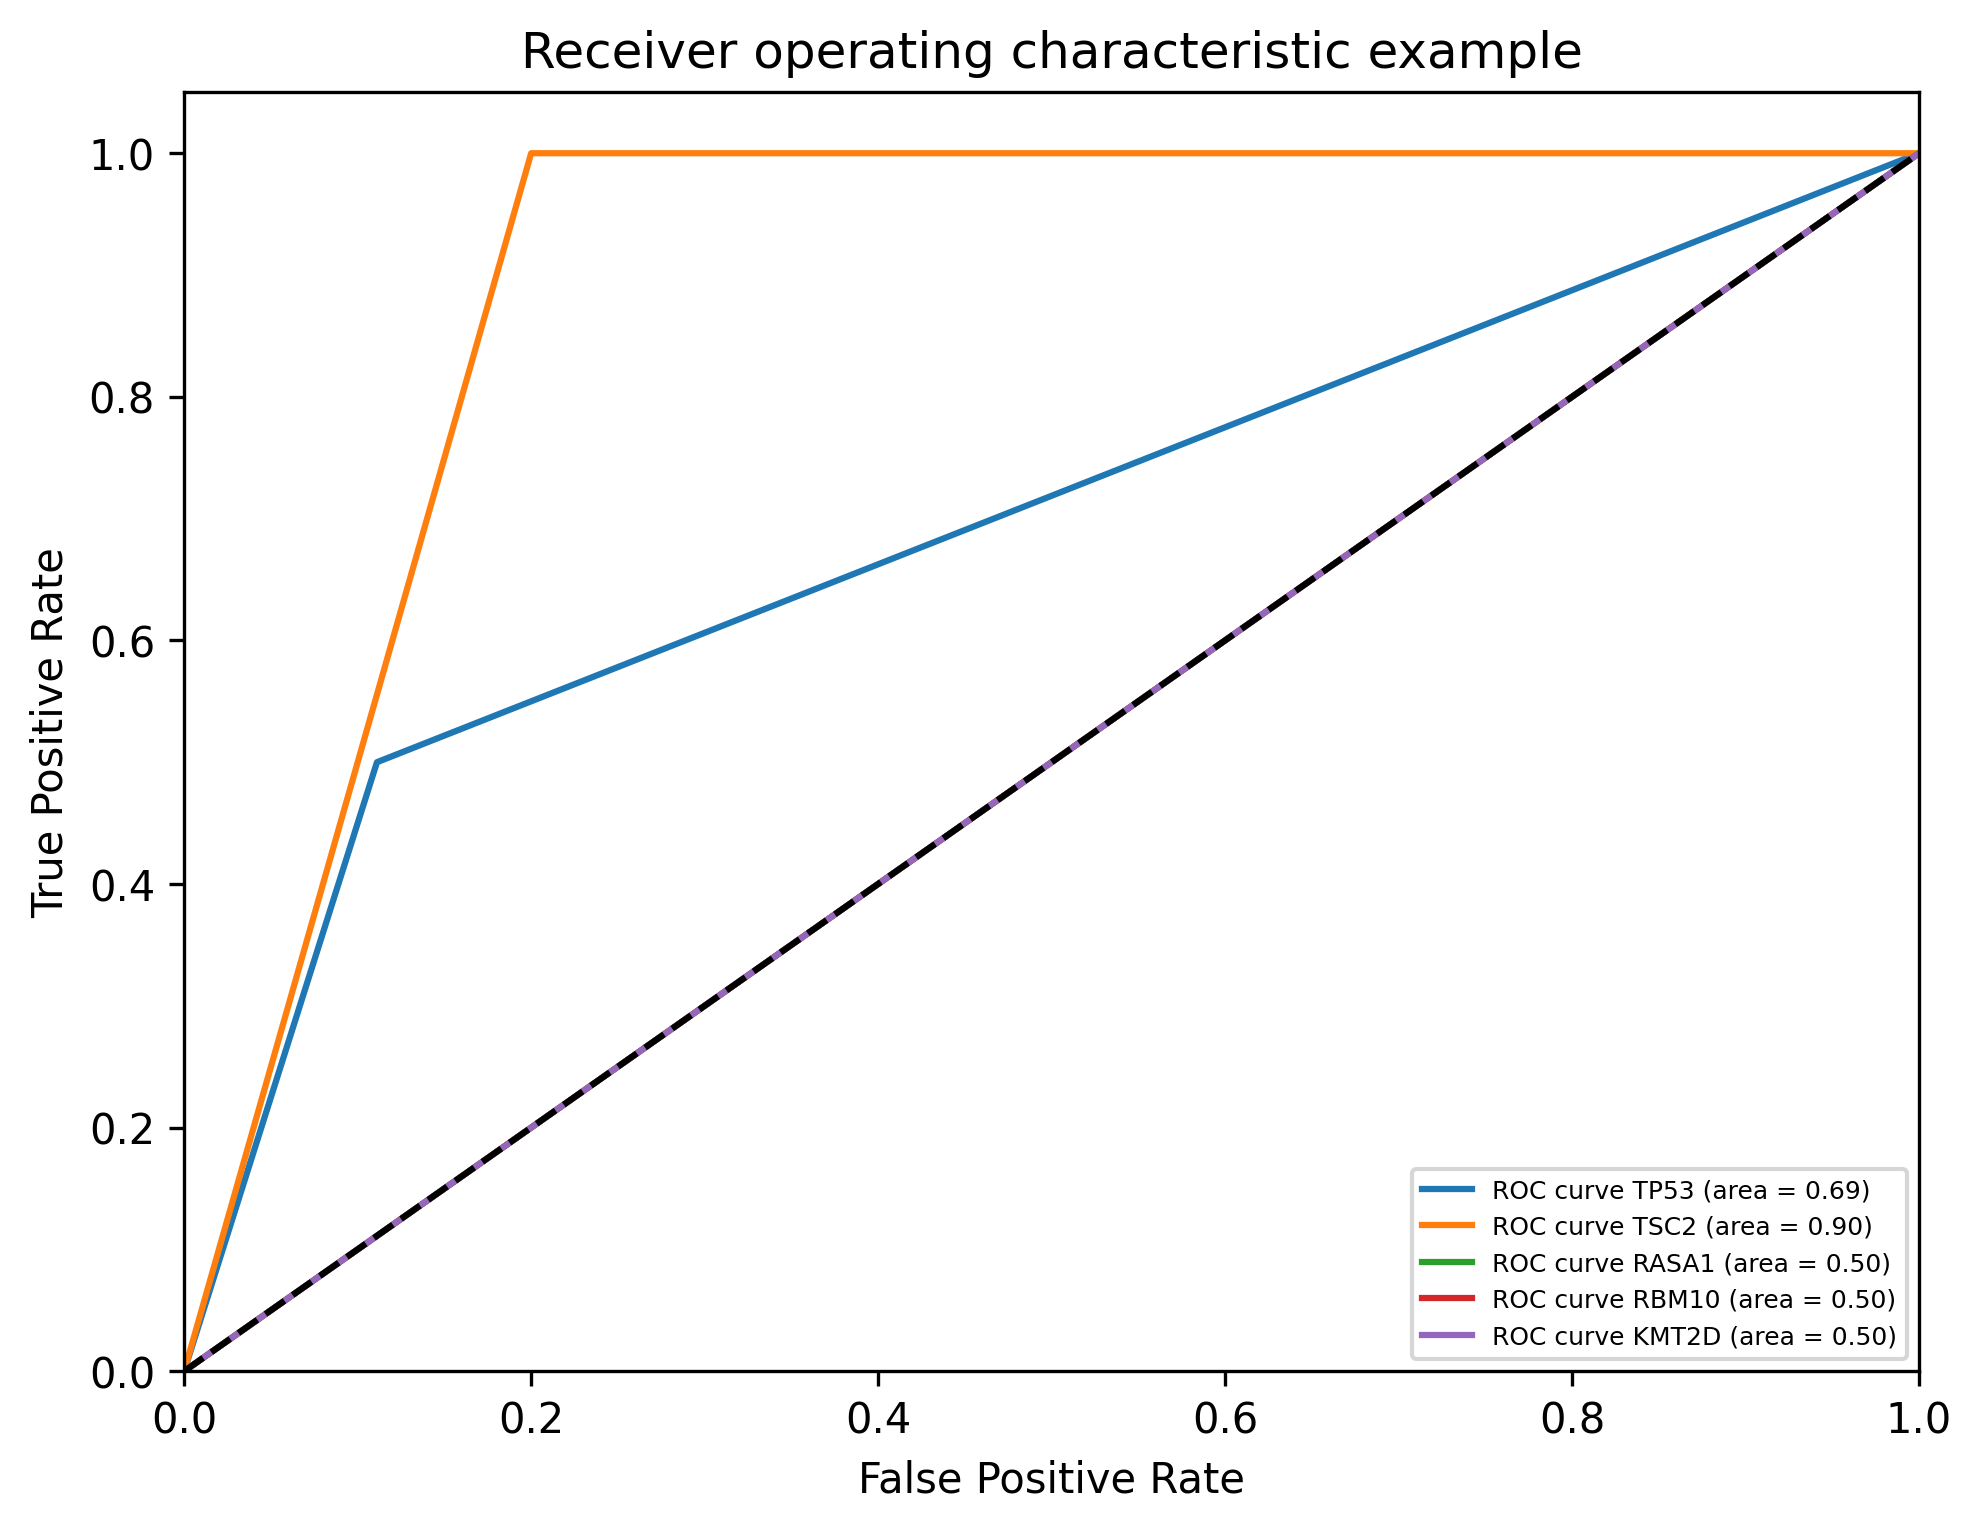 Receiver operating characteristic example
1.0
0.8
0.6
0.4
0.2
0.0
True Positive Rate
ROC curve TP53 (area = 0.69)
ROC curve TSC2 (area = 0.90)
ROC curve RASA1 (area = 0.50)
ROC curve RBM10 (area = 0.50)
ROC curve KMT2D (area = 0.50)
0.0 0.2 0.4 0.6 0.8 1.0
False Positive Rate